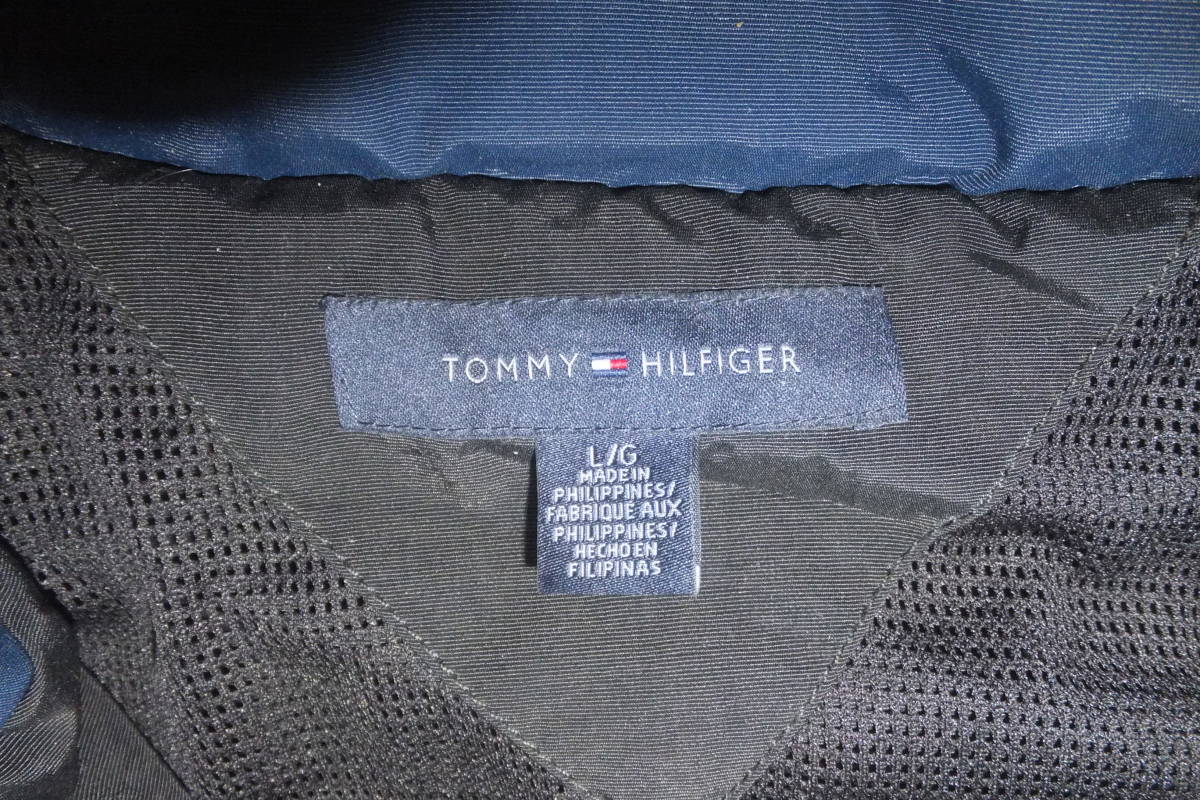 TOMMY HILFIGER
L/G
MADE IN
PHILIPPINES/
FABRIQUE AUX
PHILIPPINES/
HECHO EN
FILIPINAS